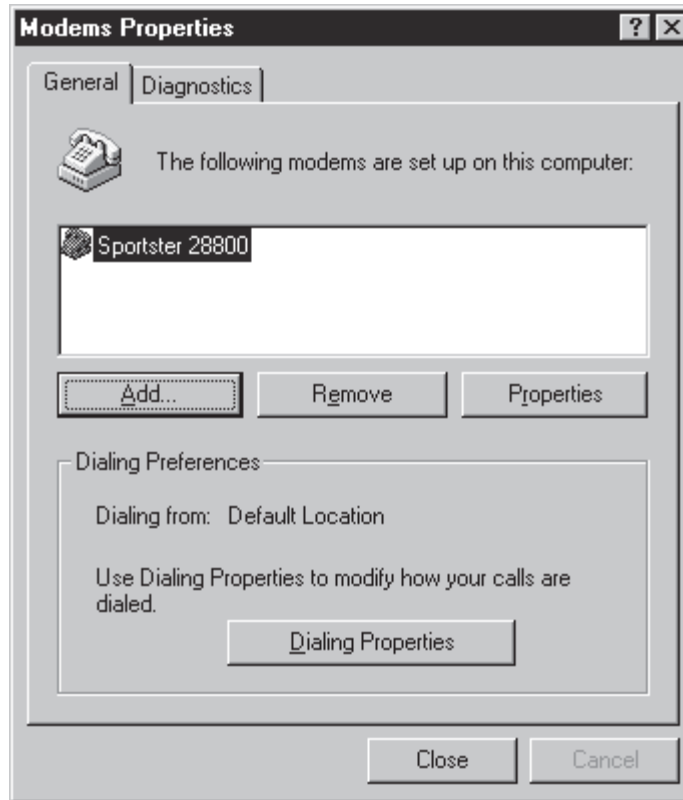 Modems Properties
General Diagnostics
The following modems are set up on this computer:
Sportster 28800
Add... Remove Properties
Dialing Preferences
Dialing from: Default Location
Use Dialing Properties to modify how your calls are
dialed.
Dialing Properties
Close Cancel